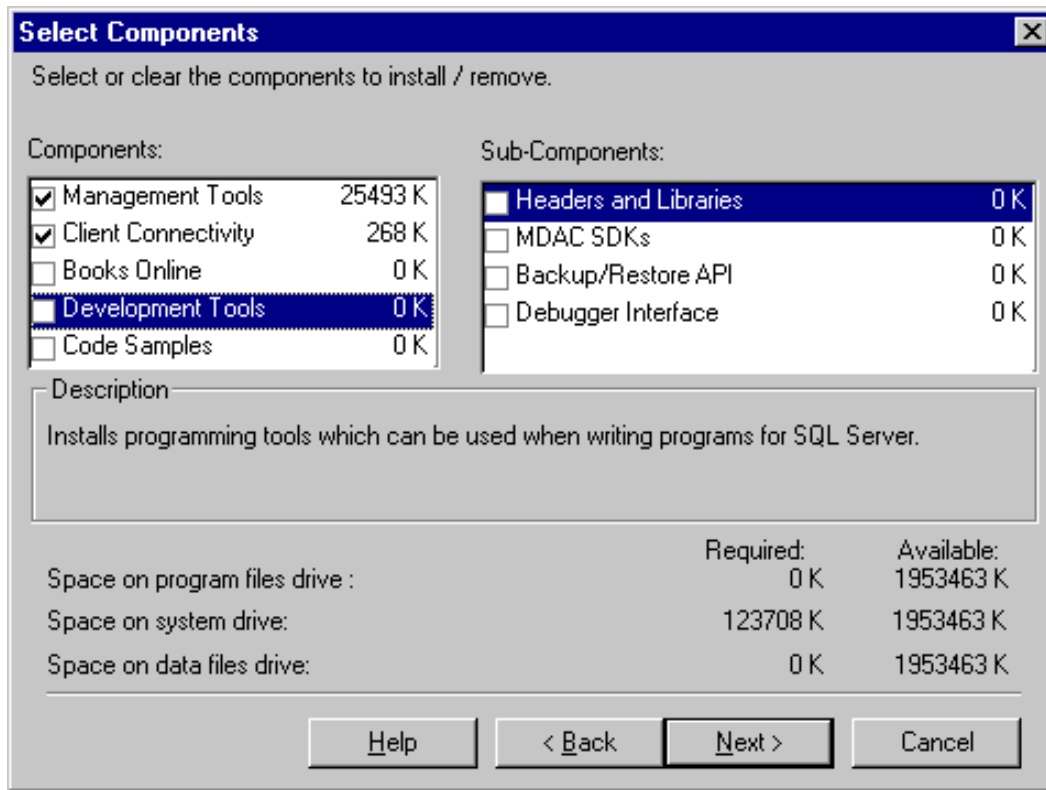 Select Components
Select or clear the components to install / remove.
Components:
Management Tools 25493 K
Client Connectivity 268 K
Books Online 0 K
Development Tools 0 K
Code Samples 0 K
Sub-Components:
Headers and Libraries 0 K
MDAC SDKs 0 K
Backup/Restore API 0 K
Debugger Interface 0 K
Description
Installs programming tools which can be used when writing programs for SQL Server.
Required: Available:
Space on program files drive : 0 K 1953463 K
Space on system drive: 123708 K 1953463 K
Space on data files drive: 0 K 1953463 K
Help < Back Next > Cancel